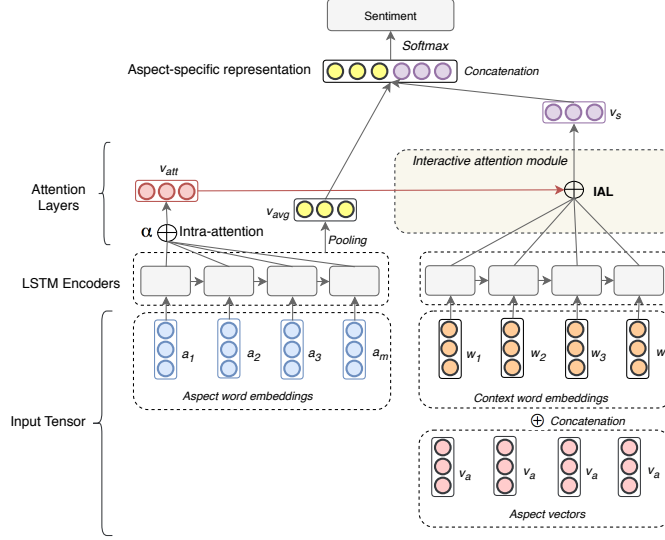 Sentiment
Softmax
Aspect-specific representation
Concatenation
v_s
Interactive attention module
v_att
Attention
Layers
IAL
v_avg
α Intra-attention
Pooling
LSTM Encoders
a_1 a_2 a_3 a_m
w_1 w_2 w_3 w
Aspect word embeddings
Context word embeddings
Input Tensor
⊕ Concatenation
v_a v_a v_a v_a
Aspect vectors